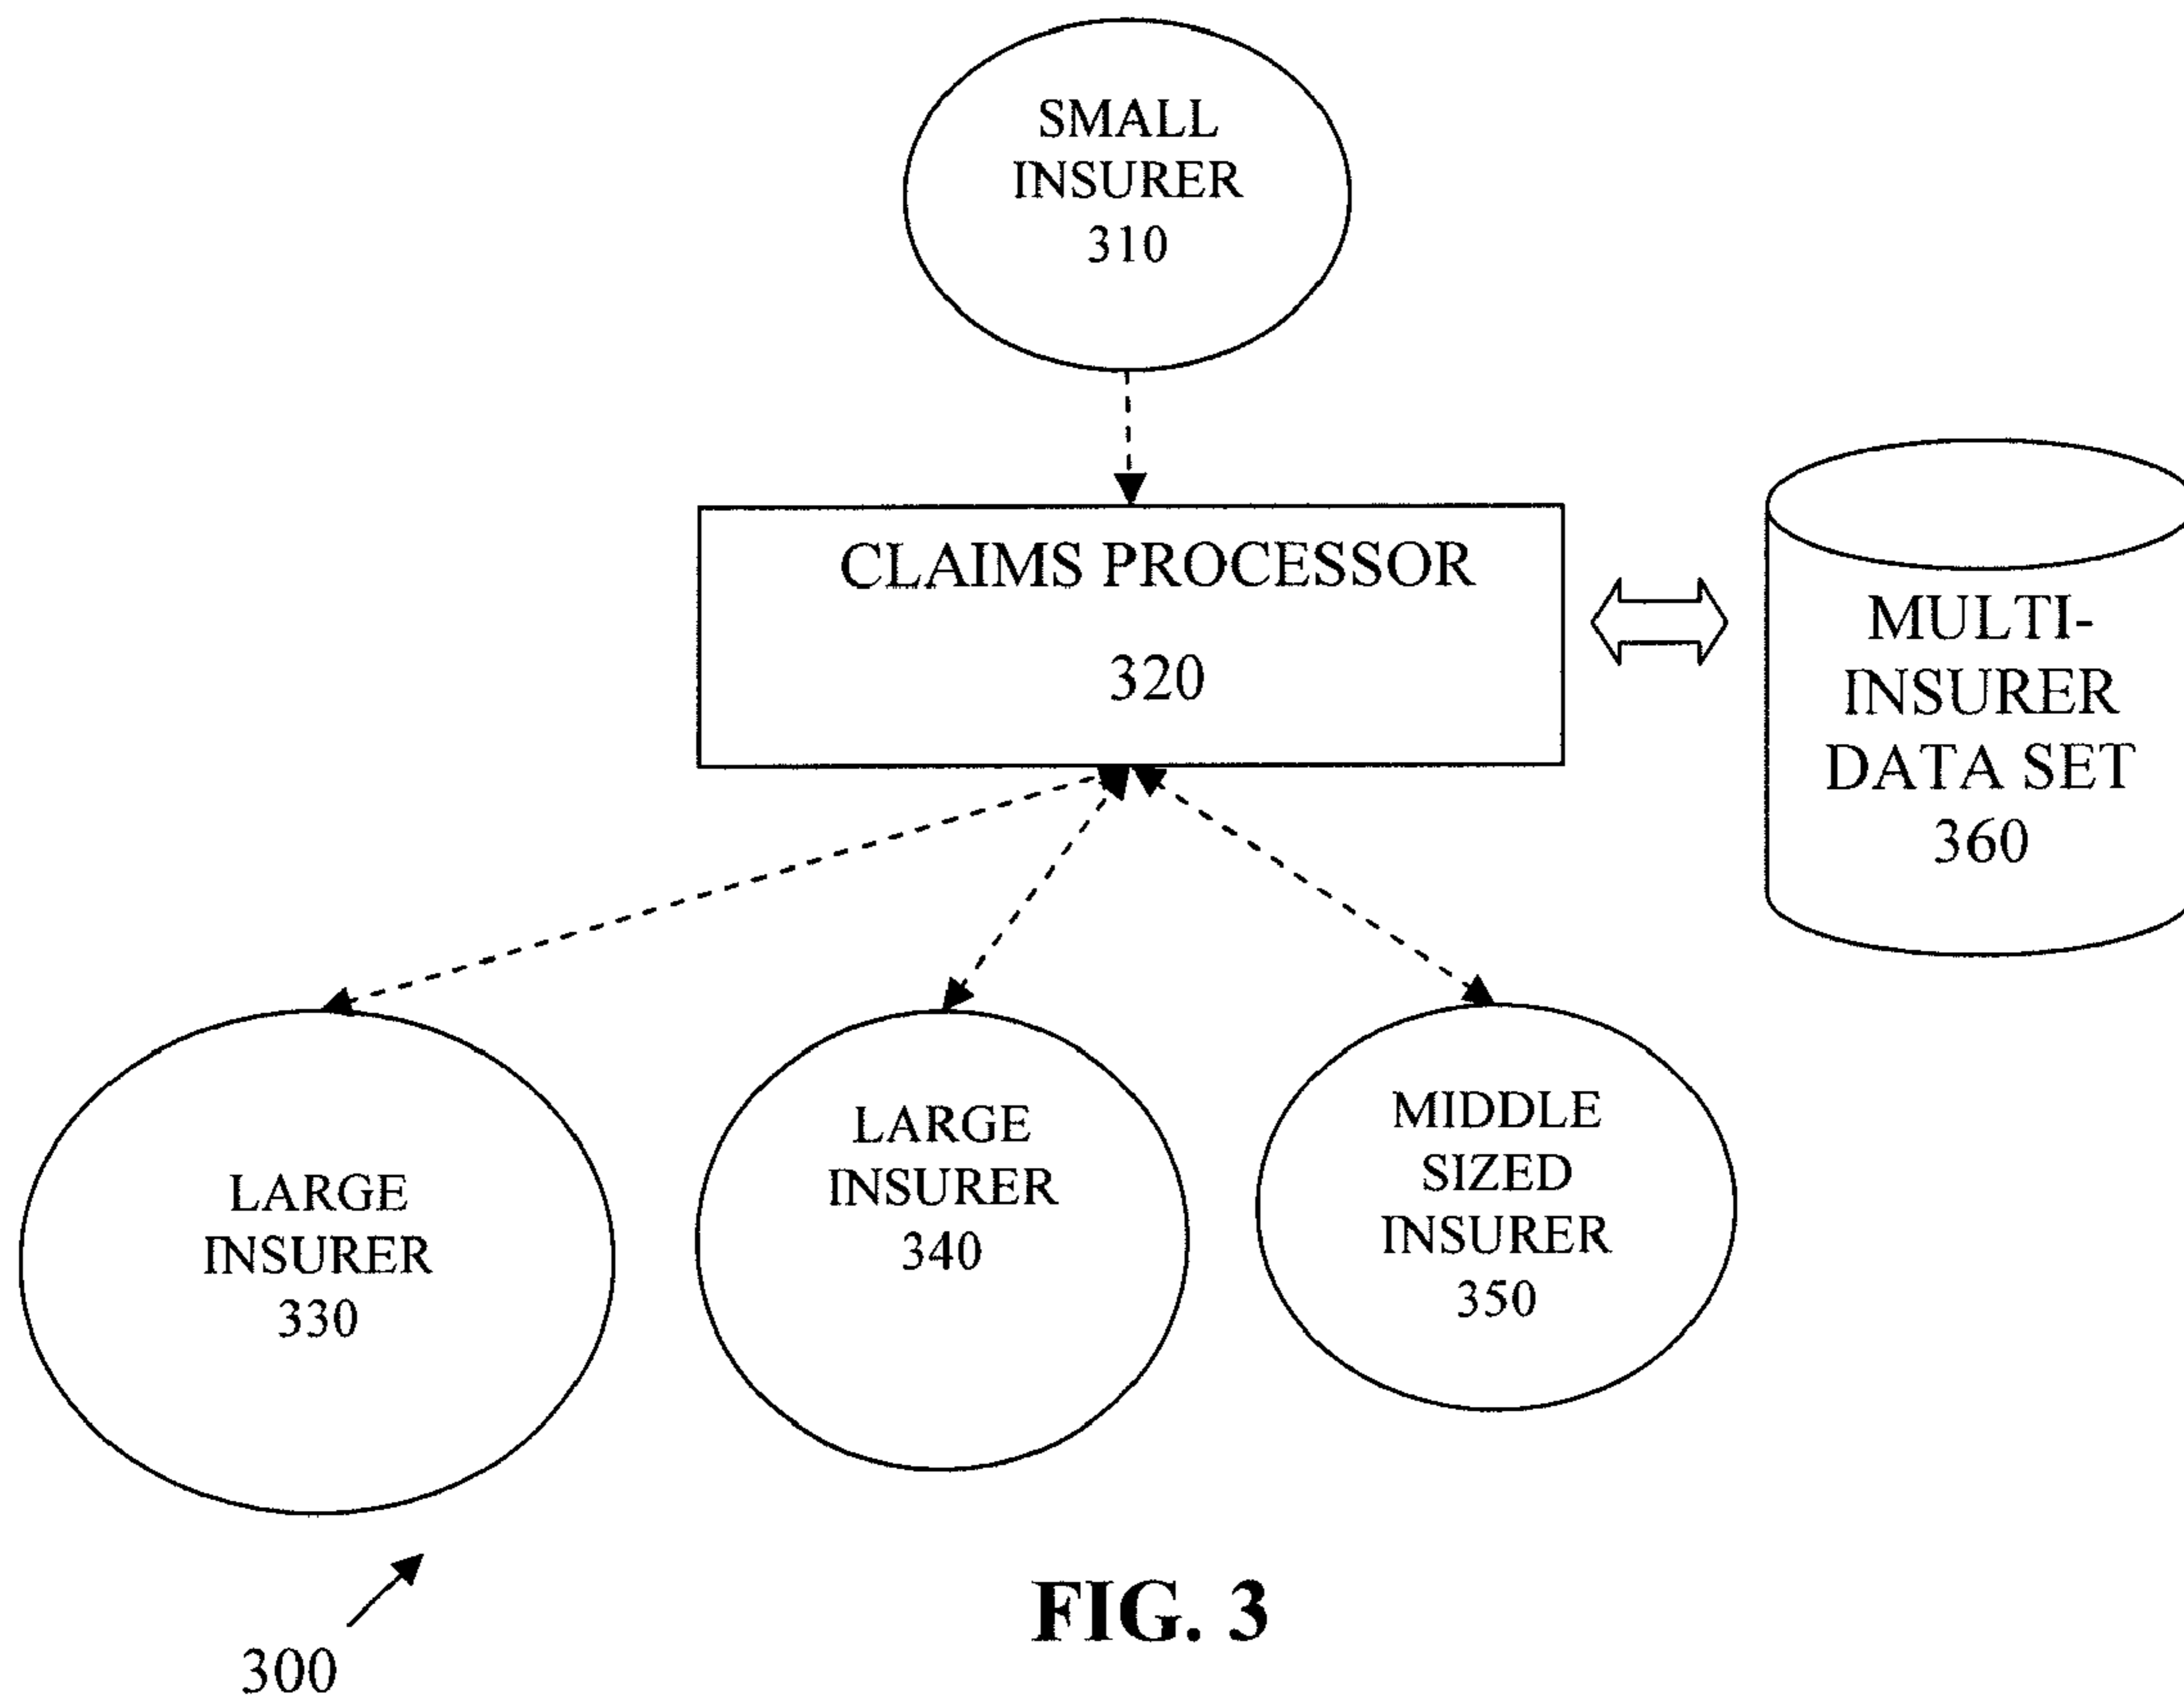 SMALL
INSURER
310
CLAIMS PROCESSOR
320
MULTI-
INSURER
DATA SET
360
LARGE
INSURER
330
LARGE
INSURER
340
MIDDLE
SIZED
INSURER
350
300
FIG. 3